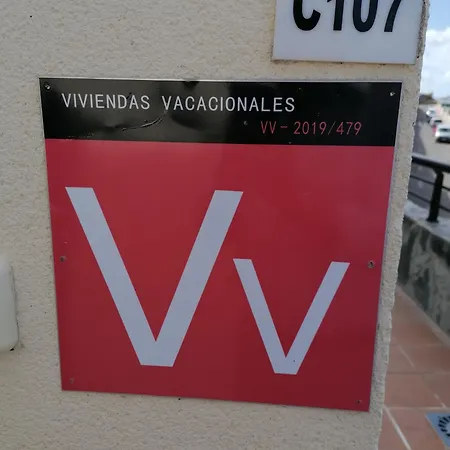 C107
VIVIENDAS VACACIONALES
VV-2019/479
Vv